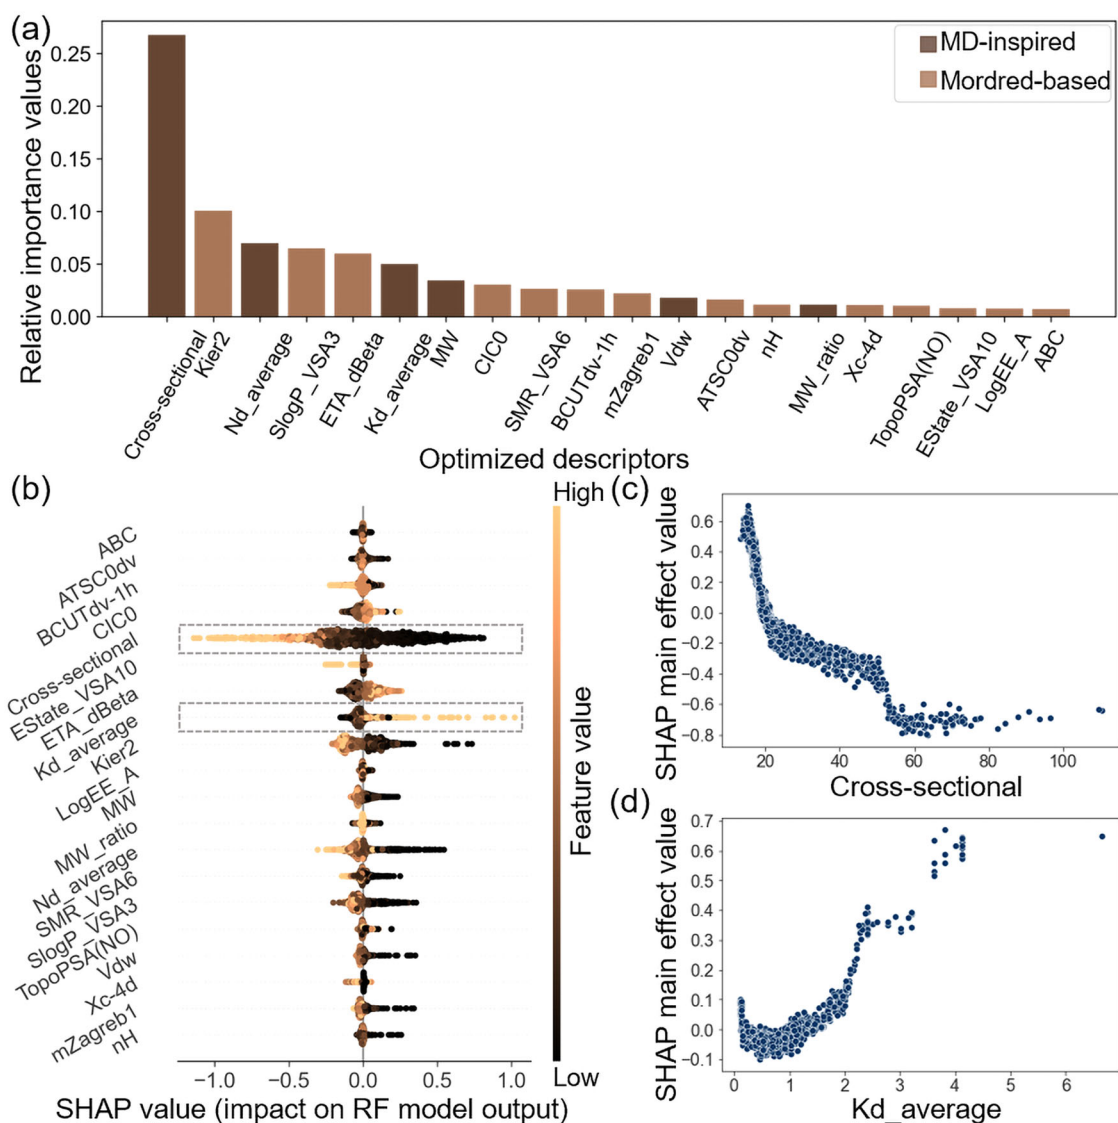 (a)
Relative importance values
0.25
0.20
0.15
0.10
0.05
0.00
MD-inspired
Mordred-based
Cross-sectional
Kier2
Nd_average
SlogP_VSA3
ETA_dBeta
Kd_average
MW
CIC0
SMR_VSA6
BCUTdv-1h
mZagreb1
Vdw
ATSC0dv
nH
MW_ratio
Xc-4d
TopoPSA(NO)
EState_VSA10
LogEE_A
ABC
Optimized descriptors
(b)
ABC
ATSC0dv
BCUTdv-1h
CIC0
Cross-sectional
EState_VSA10
ETA_dBeta
Kd_average
Kier2
LogEE_A
MW
MW_ratio
Nd_average
SMR_VSA6
SlogP_VSA3
TopoPSA(NO)
Vdw
Xc-4d
mZagreb1
nH
−1.0 −0.5 0.0 0.5 1.0
SHAP value (impact on RF model output)
High
Feature value
Low
(c)
SHAP main effect value
0.6
0.4
0.2
0.0
−0.2
−0.4
−0.6
−0.8
20 40 60 80 100
Cross-sectional
(d)
SHAP main effect value
0.7
0.6
0.5
0.4
0.3
0.2
0.1
0.0
−0.1
0 1 2 3 4 5 6
Kd_average